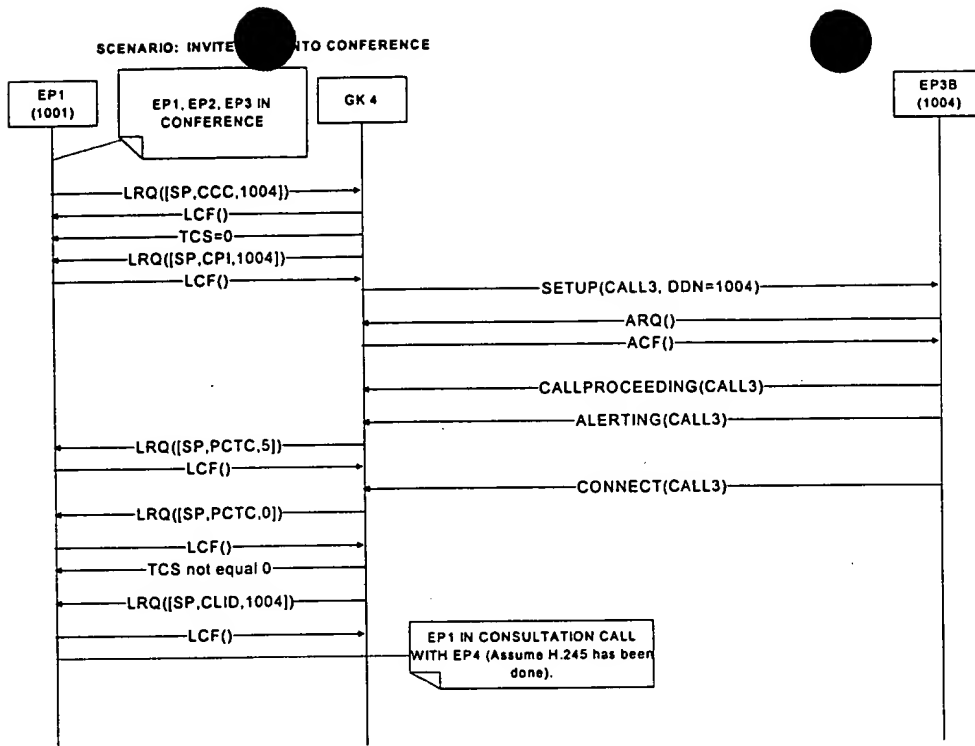 SCENARIO: INVITE NTO CONFERENCE
EP1
(1001)
EP1, EP2, EP3 IN
CONFERENCE
GK 4
EP3B
(1004)
LRQ([SP,CCC,1004])
LCF()
TCS=0
LRQ([SP,CPI,1004])
LCF()
SETUP(CALL3, DDN=1004)
ARQ()
ACF()
CALLPROCEEDING(CALL3)
ALERTING(CALL3)
LRQ([SP,PCTC,5])
LCF()
CONNECT(CALL3)
LRQ([SP,PCTC,0])
LCF()
TCS not equal 0
LRQ([SP,CLID,1004])
LCF()
EP1 IN CONSULTATION CALL
WITH EP4 (Assume H.245 has been
done).